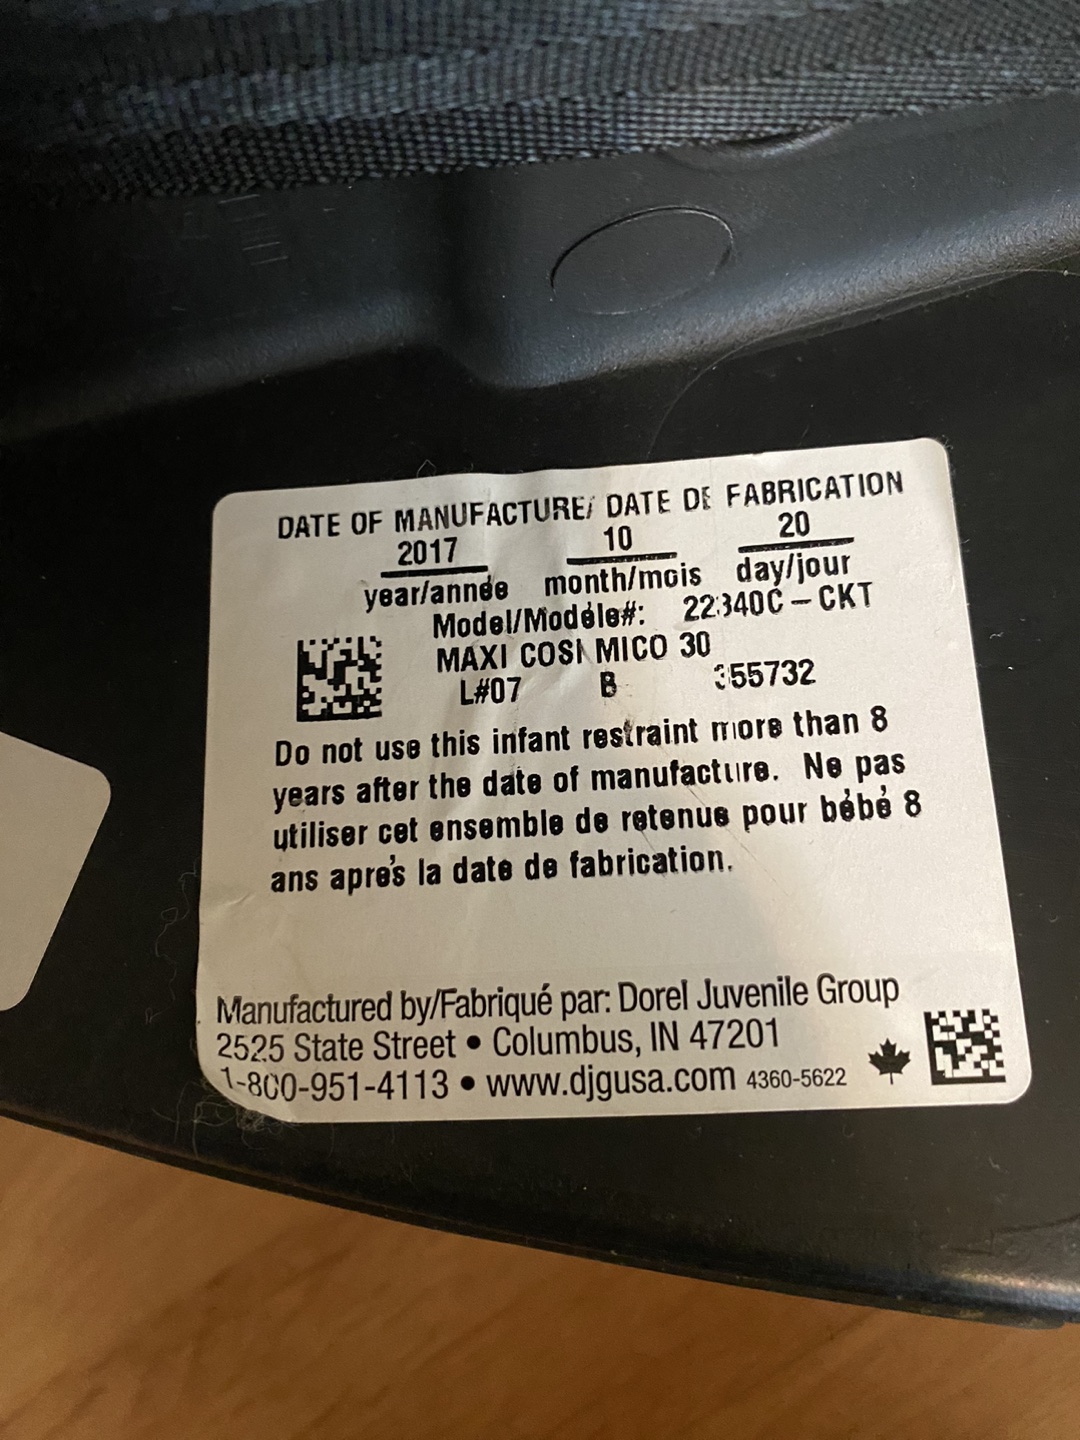 DATE OF MANUFACTURE/ DATE DE FABRICATION
2017 10 20
year/année month/mois day/jour
Model/Modéle#: 22340C – CKT
MAXI COSI MICO 30
L#07 B 355732
Do not use this infant restraint more than 8
years after the date of manufacture. Ne pas
utiliser cet ensemble de retenue pour bébé 8
ans aprés la date de fabrication.
Manufactured by/Fabriqué par: Dorel Juvenile Group
2525 State Street • Columbus, IN 47201
1-800-951-4113 • www.djgusa.com 4360-5622